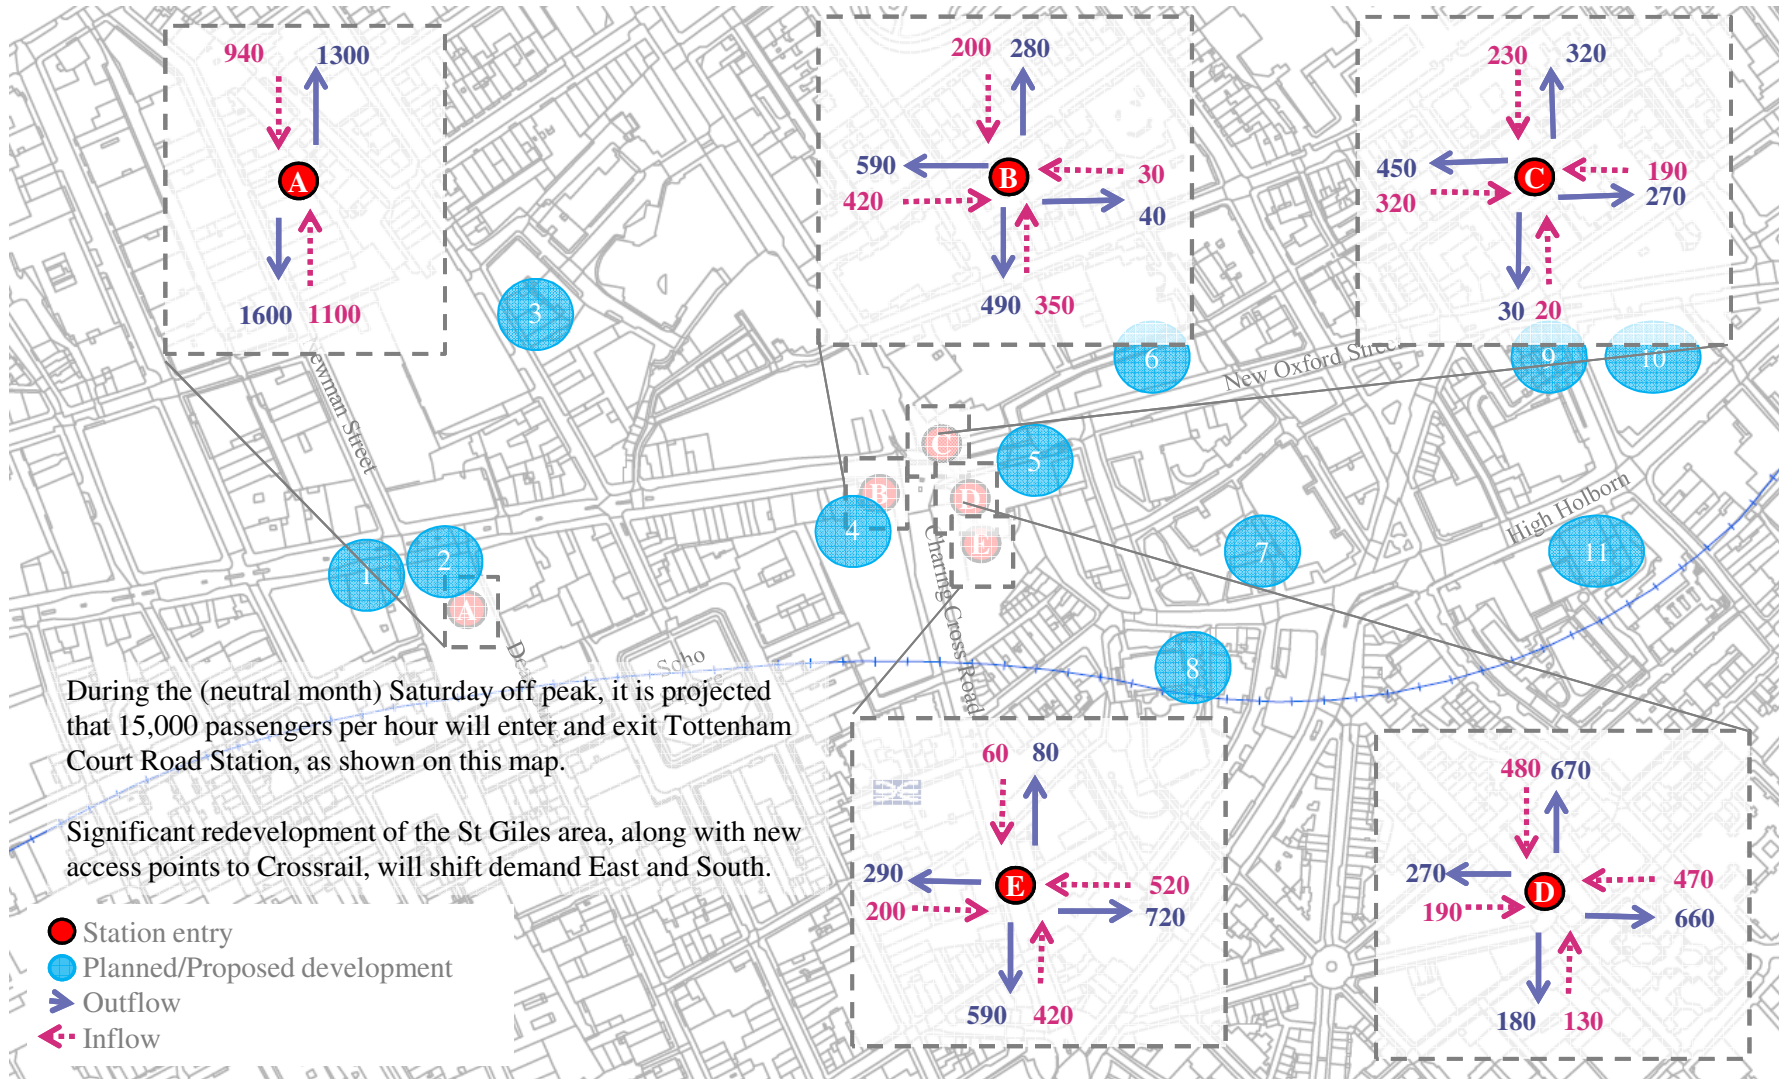 940
1300
A
1600
1100
200
280
590
B
30
420
40
490
350
230
320
450
C
190
320
270
30
20
3
6
9
10
New Oxford Stree
Newman Street
C
5
B
D
4
E
High Holborn
7
11
1
2
A
Charing Cross Road
Dea
Soho
8
During the (neutral month) Saturday off peak, it is projected
that 15,000 passengers per hour will enter and exit Tottenham
Court Road Station, as shown on this map.
Significant redevelopment of the St Giles area, along with new
access points to Crossrail, will shift demand East and South.
60
80
290
E
520
200
720
590
420
480
670
270
D
470
190
660
180
130
Station entry
Planned/Proposed development
Outflow
Inflow